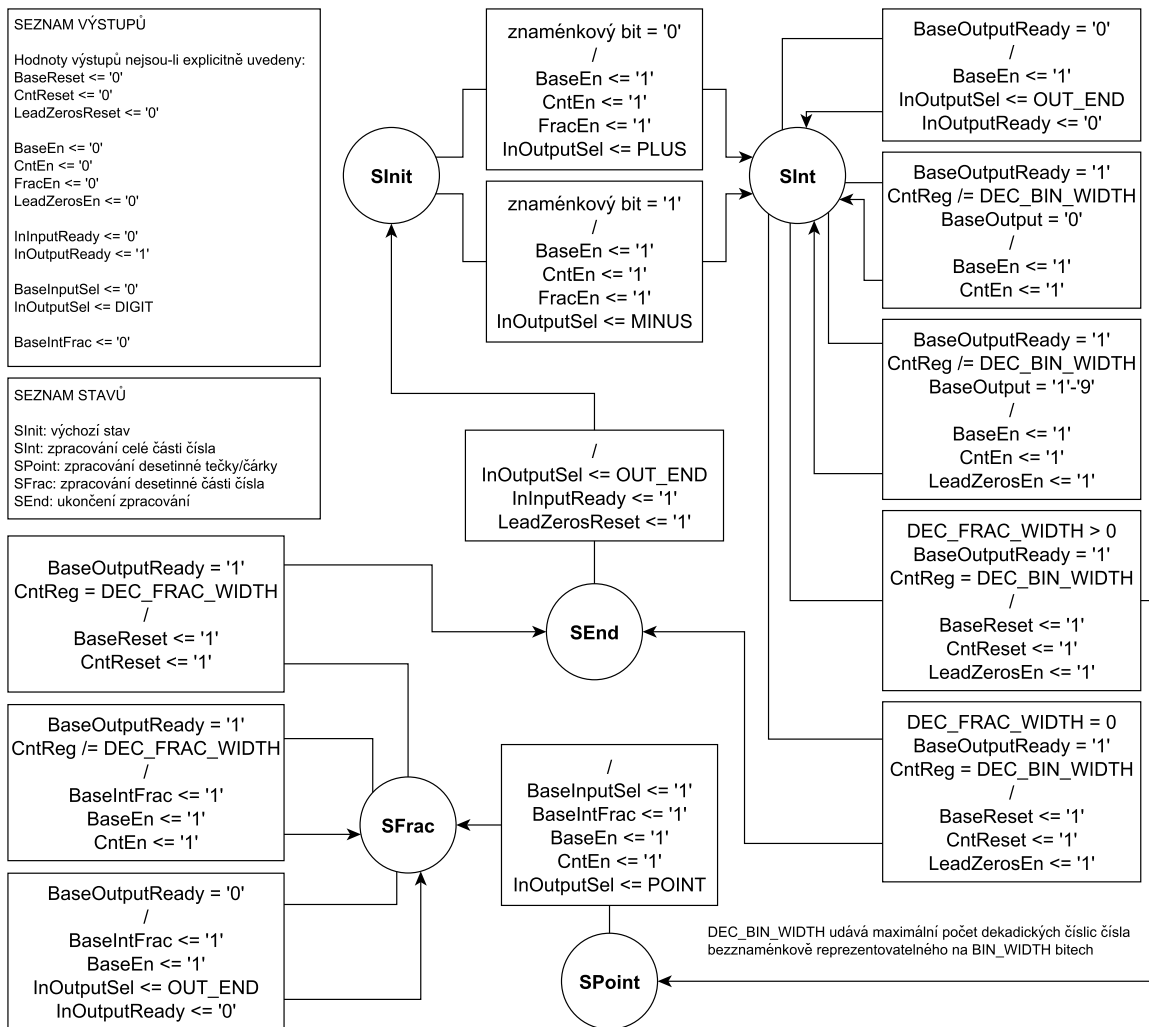 SEZNAM VÝSTUPŮ
Hodnoty výstupů nejsou-li explicitně uvedeny:
BaseReset <= '0'
CntReset <= '0'
LeadZerosReset <= '0'
BaseEn <= '0'
CntEn <= '0'
FracEn <= '0'
LeadZerosEn <= '0'
InInputReady <= '0'
InOutputReady <= '1'
BaseInputSel <= '0'
InOutputSel <= DIGIT
BaseIntFrac <= '0'
SEZNAM STAVŮ
SInit: výchozí stav
SInt: zpracování celé části čísla
SPoint: zpracování desetinné tečky/čárky
SFrac: zpracování desetinné části čísla
SEnd: ukončení zpracování
SInit
znaménkový bit = '0'
/
BaseEn <= '1'
CntEn <= '1'
FracEn <= '1'
InOutputSel <= PLUS
znaménkový bit = '1'
/
BaseEn <= '1'
CntEn <= '1'
FracEn <= '1'
InOutputSel <= MINUS
SInt
BaseOutputReady = '0'
/
BaseEn <= '1'
InOutputSel <= OUT_END
InOutputReady <= '0'
BaseOutputReady = '1'
CntReg /= DEC_BIN_WIDTH
BaseOutput = '0'
/
BaseEn <= '1'
CntEn <= '1'
BaseOutputReady = '1'
CntReg /= DEC_BIN_WIDTH
BaseOutput = '1'-'9'
/
BaseEn <= '1'
CntEn <= '1'
LeadZerosEn <= '1'
DEC_FRAC_WIDTH > 0
BaseOutputReady = '1'
CntReg = DEC_BIN_WIDTH
/
BaseReset <= '1'
CntReset <= '1'
LeadZerosEn <= '1'
DEC_FRAC_WIDTH = 0
BaseOutputReady = '1'
CntReg = DEC_BIN_WIDTH
/
BaseReset <= '1'
CntReset <= '1'
LeadZerosEn <= '1'
/
InOutputSel <= OUT_END
InInputReady <= '1'
LeadZerosReset <= '1'
SEnd
BaseOutputReady = '1'
CntReg = DEC_FRAC_WIDTH
/
BaseReset <= '1'
CntReset <= '1'
BaseOutputReady = '1'
CntReg /= DEC_FRAC_WIDTH
/
BaseIntFrac <= '1'
BaseEn <= '1'
CntEn <= '1'
BaseOutputReady = '0'
/
BaseIntFrac <= '1'
BaseEn <= '1'
InOutputSel <= OUT_END
InOutputReady <= '0'
SFrac
/
BaseInputSel <= '1'
BaseIntFrac <= '1'
BaseEn <= '1'
CntEn <= '1'
InOutputSel <= POINT
SPoint
DEC_BIN_WIDTH udává maximální počet dekadických číslic čísla
bezznaménkově reprezentovatelného na BIN_WIDTH bitech